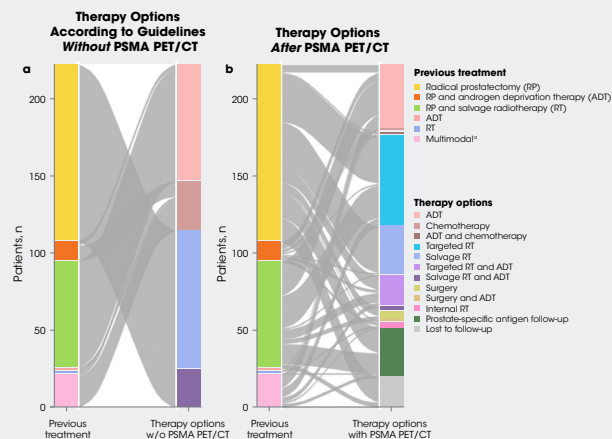 Therapy Options
According to Guidelines
Without PSMA PET/CT
Therapy Options
After PSMA PET/CT
a
200
150
100
50
0
Patients, n
Previous
treatment
Therapy options
w/o PSMA PET/CT
b
200
150
100
50
0
Patients, n
Previous
treatment
Therapy options
with PSMA PET/CT
Previous treatment
Radical prostatectomy (RP)
RP and androgen deprivation therapy (ADT)
RP and salvage radiotherapy (RT)
ADT
RT
Multimodalᵃ
Therapy options
ADT
Chemotherapy
ADT and chemotherapy
Targeted RT
Salvage RT
Targeted RT and ADT
Salvage RT and ADT
Surgery
Surgery and ADT
Internal RT
Prostate-specific antigen follow-up
Lost to follow-up